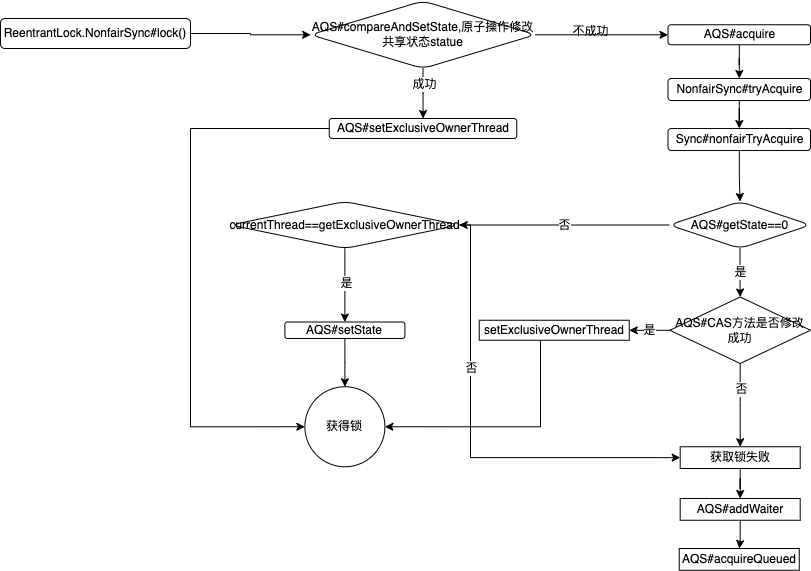 ReentrantLock.NonfairSync#lock()
AQS#compareAndSetState,原子操作修改
共享状态statue
不成功
AQS#acquire
成功
NonfairSync#tryAcquire
AQS#setExclusiveOwnerThread
Sync#nonfairTryAcquire
currentThread==getExclusiveOwnerThread
否
AQS#getState==0
是
是
AQS#setState
setExclusiveOwnerThread
是
AQS#CAS方法是否修改
成功
否
否
获得锁
获取锁失败
AQS#addWaiter
AQS#acquireQueued